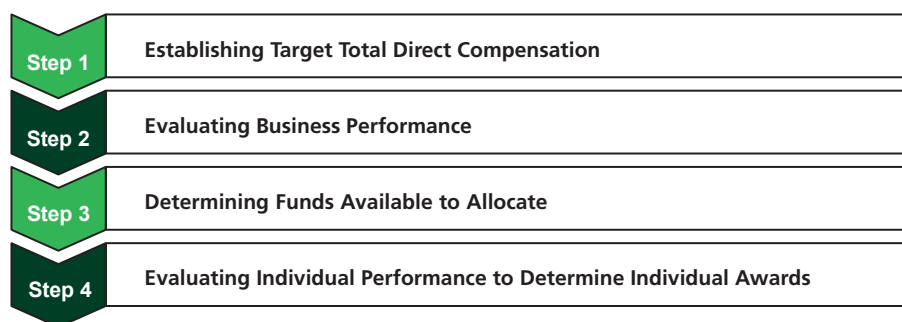 Step 1
Establishing Target Total Direct Compensation
Step 2
Evaluating Business Performance
Step 3
Determining Funds Available to Allocate
Step 4
Evaluating Individual Performance to Determine Individual Awards